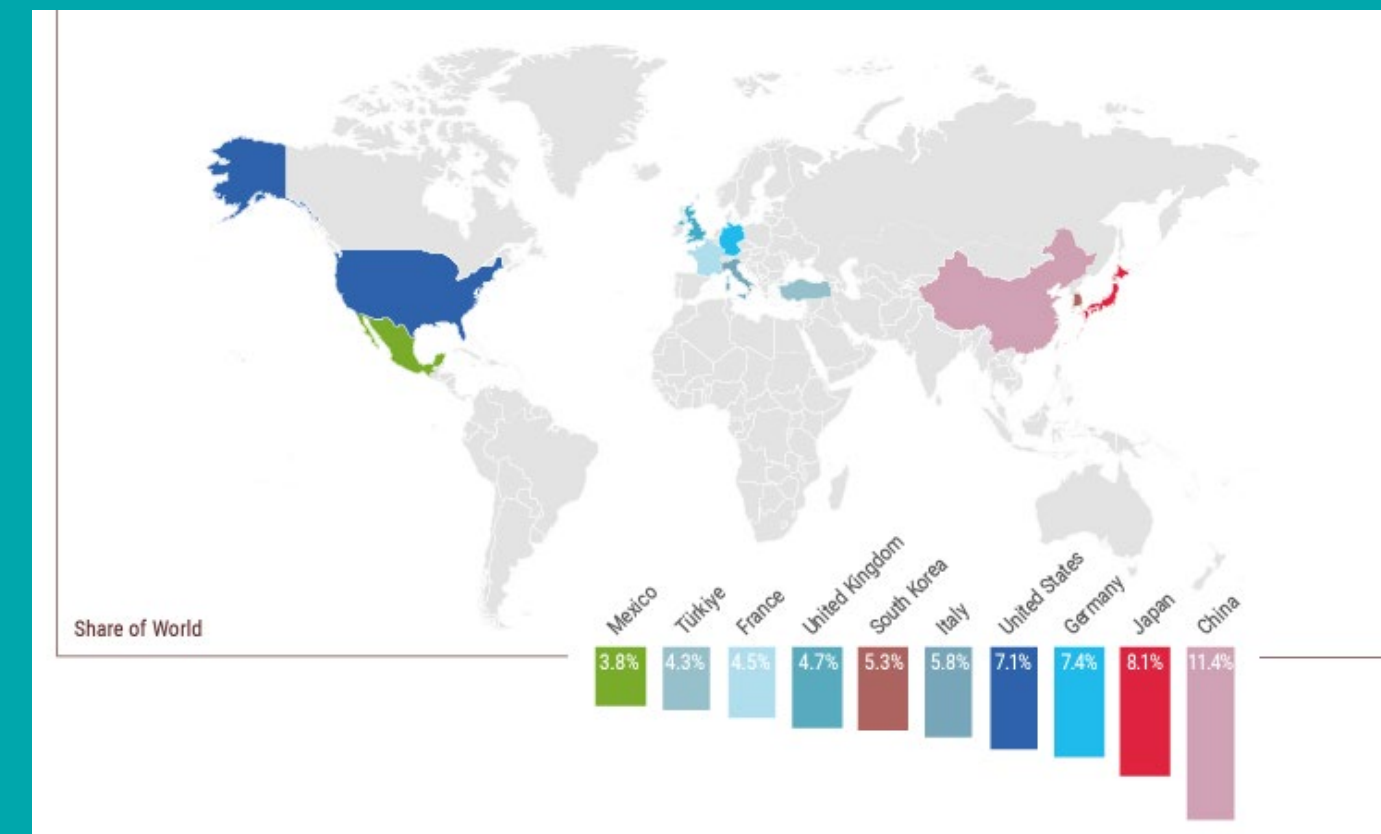 Share of World
Mexico
Türkiye
France
United Kingdom
South Korea
Italy
United States
Germany
Japan
China
3.8%
4.3%
4.5%
4.7%
5.3%
5.8%
7.1%
7.4%
8.1%
11.4%